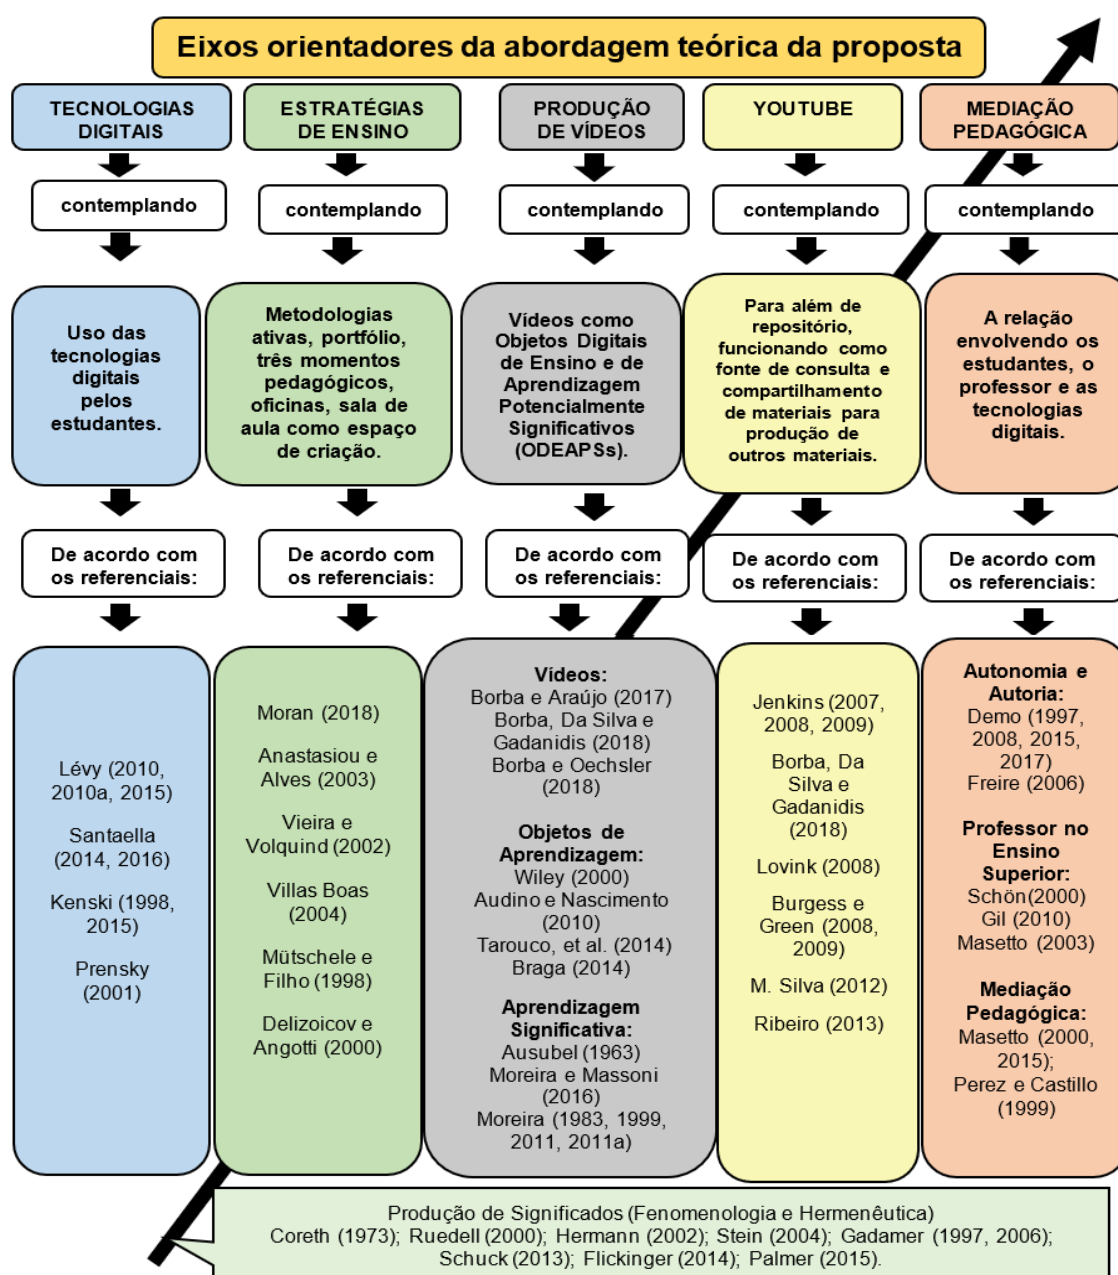 Eixos orientadores da abordagem teórica da proposta
TECNOLOGIAS
DIGITAIS
ESTRATÉGIAS
DE ENSINO
PRODUÇÃO
DE VÍDEOS
YOUTUBE
MEDIAÇÃO
PEDAGÓGICA
contemplando
contemplando
contemplando
contemplando
contemplando
Uso das
tecnologias
digitais
pelos
estudantes.
Metodologias
ativas, portfólio,
três momentos
pedagógicos,
oficinas, sala de
aula como espaço
de criação.
Vídeos como
Objetos Digitais
de Ensino e de
Aprendizagem
Potencialmente
Significativos
(ODEAPSs).
Para além de
repositório,
funcionando como
fonte de consulta e
compartilhamento
de materiais para
produção de
outros materiais.
A relação
envolvendo os
estudantes, o
professor e as
tecnologias
digitais.
De acordo com
os referenciais:
De acordo com
os referenciais:
De acordo com
os referenciais:
De acordo com
os referenciais:
De acordo com
os referenciais:
Lévy (2010,
2010a, 2015)
Santaella
(2014, 2016)
Kenski (1998,
2015)
Prensky
(2001)
Moran (2018)
Anastasiou e
Alves (2003)
Vieira e
Volquind (2002)
Villas Boas
(2004)
Mütschele e
Filho (1998)
Delizoicov e
Angotti (2000)
Vídeos:
Borba e Araújo (2017)
Borba, Da Silva e
Gadanidis (2018)
Borba e Oechsler
(2018)
Objetos de
Aprendizagem:
Wiley (2000)
Audino e Nascimento
(2010)
Tarouco, et al. (2014)
Braga (2014)
Aprendizagem
Significativa:
Ausubel (1963)
Moreira e Massoni
(2016)
Moreira (1983, 1999,
2011, 2011a)
Jenkins (2007,
2008, 2009)
Borba, Da
Silva e
Gadanidis
(2018)
Lovink (2008)
Burgess e
Green (2008,
2009)
M. Silva (2012)
Ribeiro (2013)
Autonomia e
Autoria:
Demo (1997,
2008, 2015,
2017)
Freire (2006)
Professor no
Ensino
Superior:
Schön(2000)
Gil (2010)
Masetto (2003)
Mediação
Pedagógica:
Masetto (2000,
2015);
Perez e Castillo
(1999)
Produção de Significados (Fenomenologia e Hermenêutica)
Coreth (1973); Ruedell (2000); Hermann (2002); Stein (2004); Gadamer (1997, 2006);
Schuck (2013); Flickinger (2014); Palmer (2015).